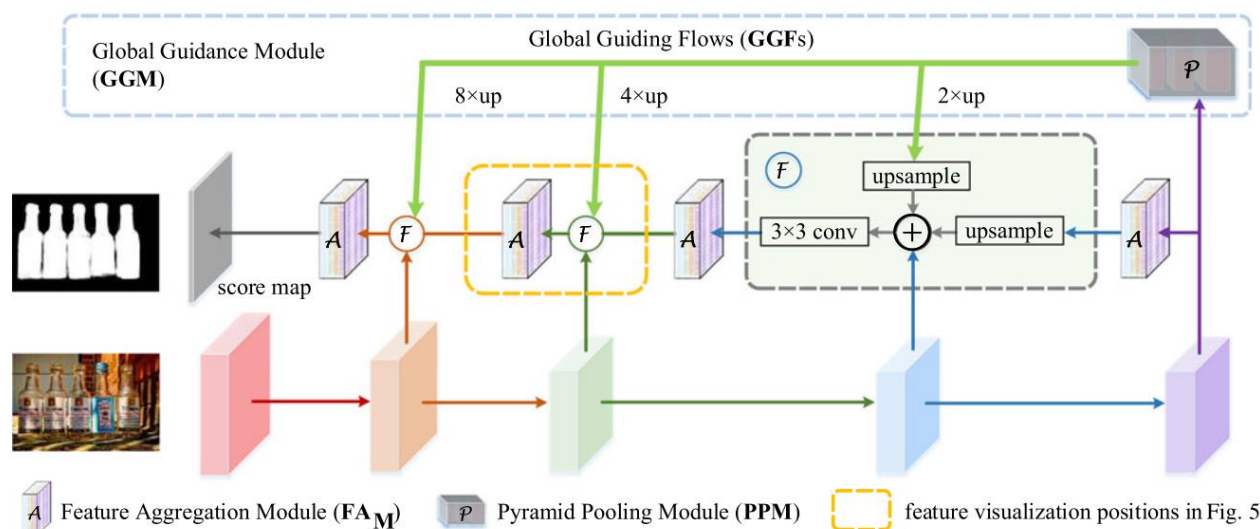 Global Guidance Module
(GGM)
Global Guiding Flows (GGFs)
P
8×up
4×up
2×up
F
upsample
A
F
A
F
A
3×3 conv
+
upsample
A
score map
A Feature Aggregation Module (FAM)
P Pyramid Pooling Module (PPM)
feature visualization positions in Fig. 5